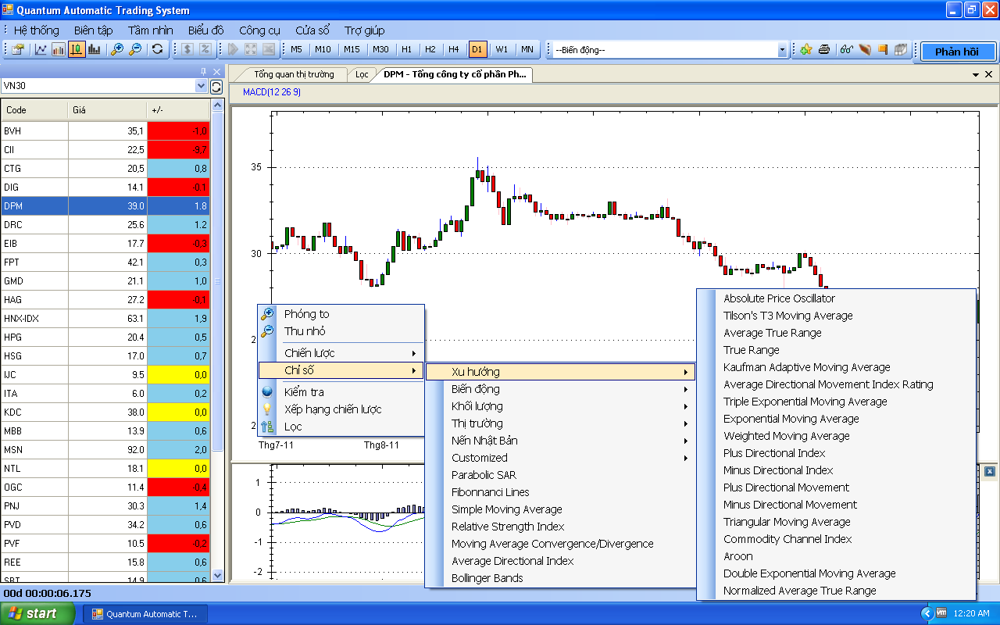 Quantum Automatic Trading System
Hệ thống Biên tập Tầm nhìn Biểu đồ Công cụ Cửa sổ Trợ giúp
$ % M5 M10 M15 M30 H1 H2 H4 D1 W1 MN --Biến động-- Phản hồi
VN30
Tổng quan thị trường Lọc DPM - Tổng công ty cổ phần Ph...
MACD(12 26 9)
Code Giá +/-
BVH 35,1 -1,0
CII 22,5 -9,7
CTG 20,5 0,8
DIG 14.1 -0.1
DPM 39.0 1.8
DRC 25.6 1.2
EIB 17.7 -0,3
FPT 42.1 0,3
GMD 21.1 1,0
HAG 27.2 -0,1
HNX-IDX 63.1 1,9
HPG 20.4 0,5
HSG 17.0 0,7
IJC 9.5 0,0
ITA 6.0 0,2
KDC 38.0 0,0
MBB 13.9 0,6
MSN 92.0 2,0
NTL 18.1 0,0
OGC 11.4 -0,4
PNJ 30.3 1,4
PVD 34.2 0,6
PVF 10.5 -0,2
REE 15.8 0,6
SBT 14.9 0,6
35
30
2
2
Thg7-11 Thg8-11
1
0
-1
-2
Phóng to
Thu nhỏ
Chiến lược
Chỉ số
Kiểm tra
Xếp hạng chiến lược
Lọc
Xu hướng
Biến động
Khối lượng
Thị trường
Nến Nhật Bản
Customized
Parabolic SAR
Fibonnanci Lines
Simple Moving Average
Relative Strength Index
Moving Average Convergence/Divergence
Average Directional Index
Bollinger Bands
Absolute Price Oscillator
Tilson's T3 Moving Average
Average True Range
True Range
Kaufman Adaptive Moving Average
Average Directional Movement Index Rating
Triple Exponential Moving Average
Exponential Moving Average
Weighted Moving Average
Plus Directional Index
Minus Directional Index
Plus Directional Movement
Minus Directional Movement
Triangular Moving Average
Commodity Channel Index
Aroon
Double Exponential Moving Average
Normalized Average True Range
00d 00:00:06.175
start Quantum Automatic T... vm 12:20 AM